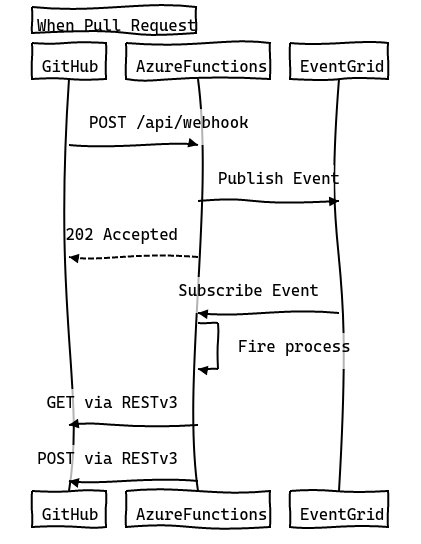 When Pull Request
GitHub AzureFunctions EventGrid
POST /api/webhook
Publish Event
202 Accepted
Subscribe Event
Fire process
GET via RESTv3
POST via RESTv3
GitHub AzureFunctions EventGrid